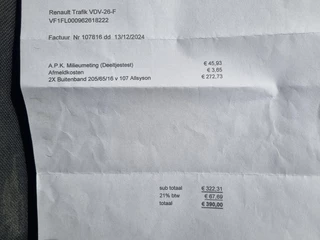 Renault Trafik VDV-26-F
VF1FL000962618222
Factuur Nr 107816 dd 13/12/2024
A.P.K. Milieumeting (Deeltjestest) € 45,93
Afmeldkosten € 3,65
2X Buitenband 205/65/16 v 107 Allsyson € 272,73
sub totaal € 322,31
21% btw € 67,69
totaal € 390,00